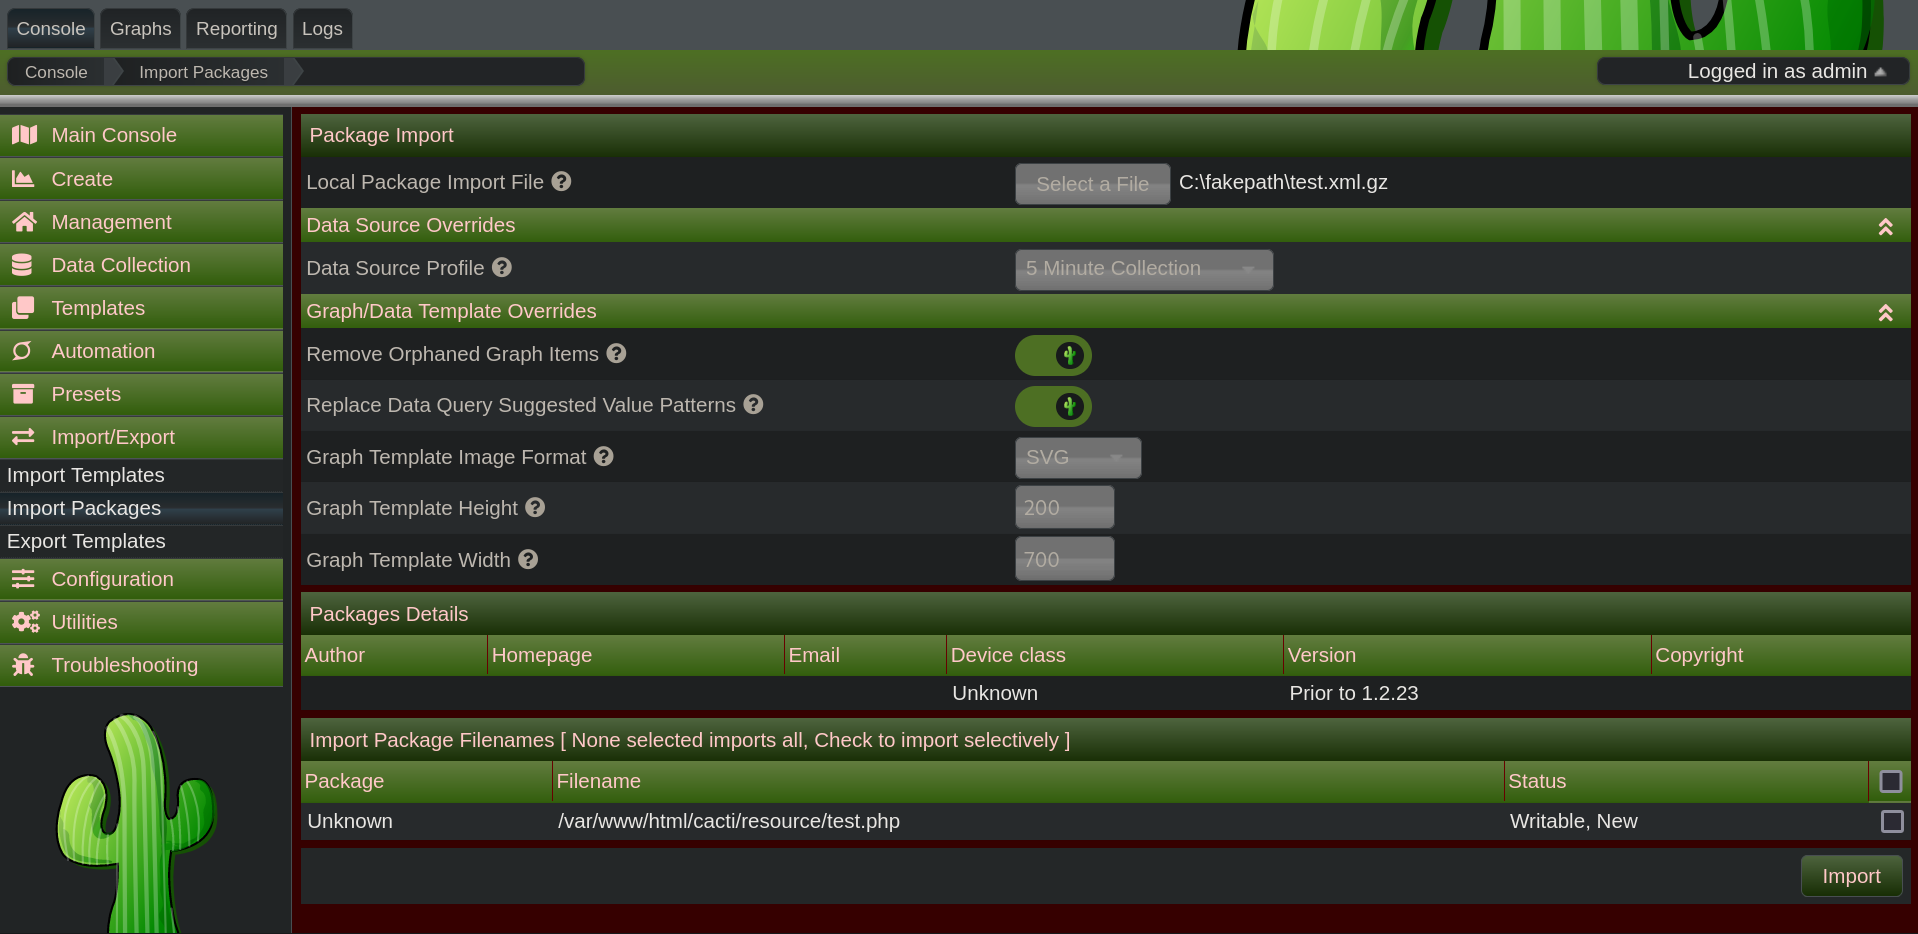 Console Graphs Reporting Logs
Console Import Packages Logged in as admin
Main Console
Create
Management
Data Collection
Templates
Automation
Presets
Import/Export
Import Templates
Import Packages
Export Templates
Configuration
Utilities
Troubleshooting
Package Import
Local Package Import File Select a File C:\fakepath\test.xml.gz
Data Source Overrides
Data Source Profile 5 Minute Collection
Graph/Data Template Overrides
Remove Orphaned Graph Items
Replace Data Query Suggested Value Patterns
Graph Template Image Format SVG
Graph Template Height 200
Graph Template Width 700
Packages Details
Author Homepage Email Device class Version Copyright
Unknown Prior to 1.2.23
Import Package Filenames [ None selected imports all, Check to import selectively ]
Package Filename Status
Unknown /var/www/html/cacti/resource/test.php Writable, New
Import